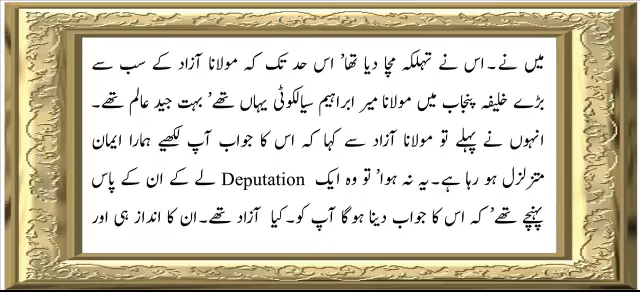 میں نے۔ اس نے تہلکہ مچا دیا تھا' اس حد تک کہ مولانا آزاد کے سب سے
بڑے خلیفہ پنجاب میں مولانا میر ابراہیم سیالکوٹی یہاں تھے' بہت جید عالم تھے۔
انہوں نے پہلے تو مولانا آزاد سے کہا کہ اس کا جواب آپ لکھیے ہمارا ایمان
متزلزل ہو رہا ہے۔ یہ نہ ہوا' تو وہ ایک Deputation لے کے ان کے پاس
پہنچے تھے' کہ اس کا جواب دینا ہوگا آپ کو۔ کیا آزاد تھے۔ ان کا انداز ہی اور